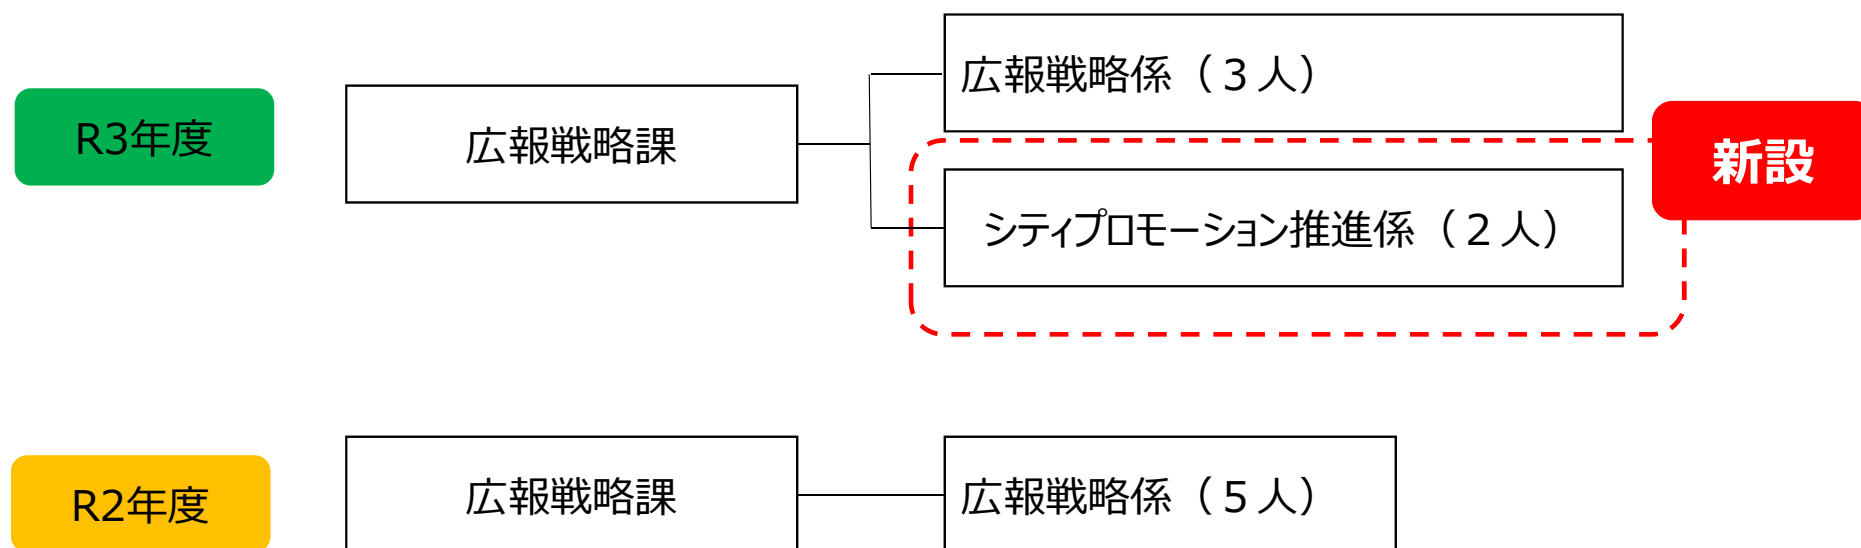 広報戦略係（３人）
R3年度
広報戦略課
新設
シティプロモーション推進係（２人）
R2年度
広報戦略課
広報戦略係（５人）